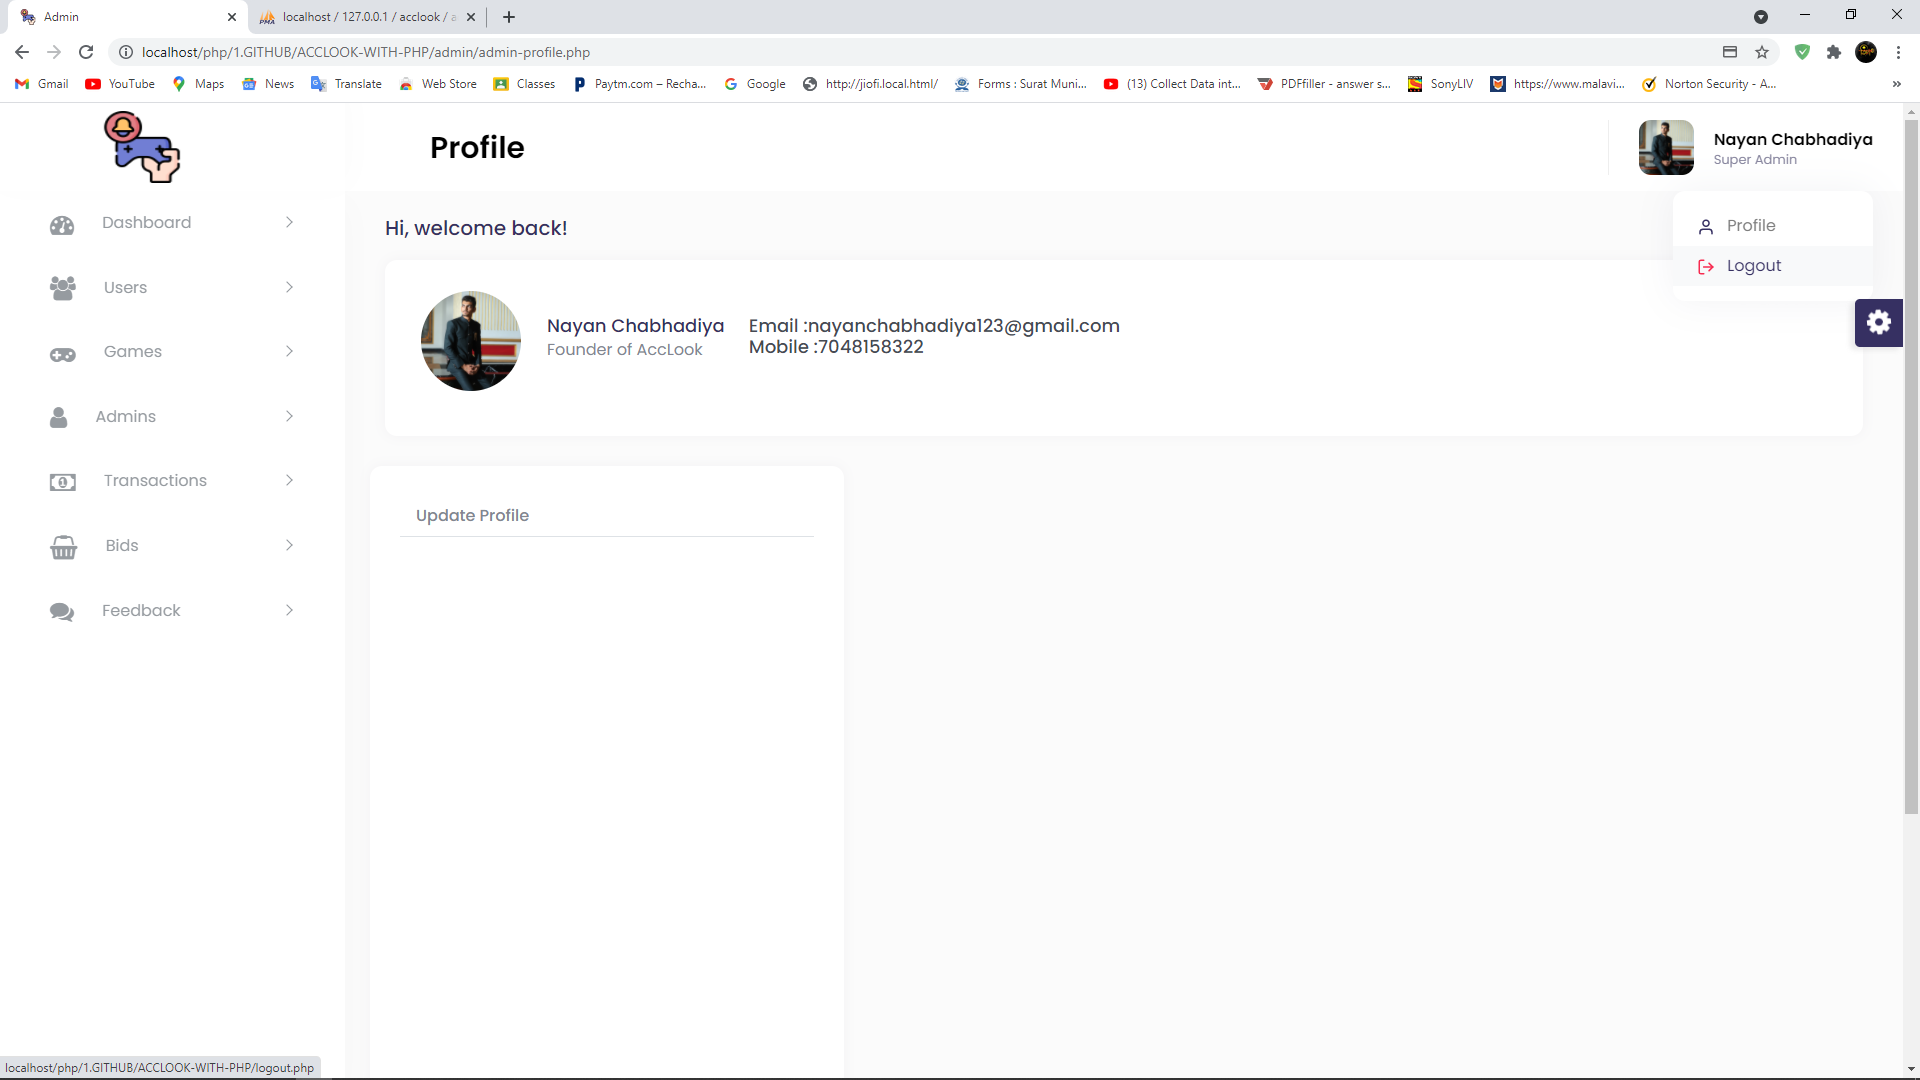 Admin
localhost / 127.0.0.1 / acclook / a
localhost/php/1.GITHUB/ACCLOOK-WITH-PHP/admin/admin-profile.php
Gmail
YouTube
Maps
News
Translate
Web Store
Classes
Paytm.com – Recha...
Google
http://jiofi.local.html/
Forms : Surat Muni...
(13) Collect Data int...
PDFfiller - answer s...
SonyLIV
https://www.malavi...
Norton Security - A...
»
Profile
Nayan Chabhadiya
Super Admin
Dashboard
Users
Games
Admins
Transactions
Bids
Feedback
Hi, welcome back!
Profile
Logout
Nayan Chabhadiya
Founder of AccLook
Email :nayanchabhadiya123@gmail.com
Mobile :7048158322
Update Profile
localhost/php/1.GITHUB/ACCLOOK-WITH-PHP/logout.php